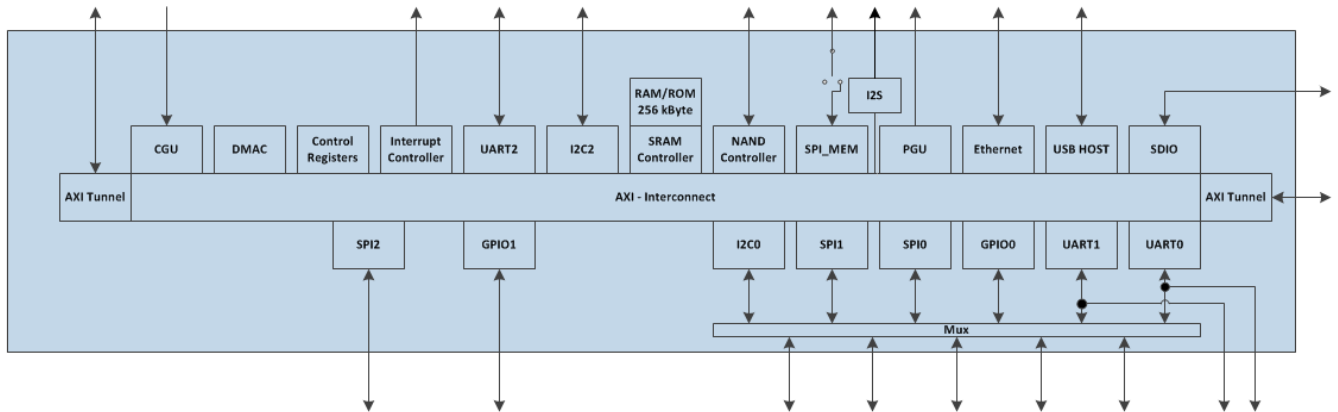 RAM/ROM
256 kByte
I2S
CGU
DMAC
Control
Registers
Interrupt
Controller
UART2
I2C2
SRAM
Controller
NAND
Controller
SPI_MEM
PGU
Ethernet
USB HOST
SDIO
AXI Tunnel
AXI - Interconnect
AXI Tunnel
SPI2
GPIO1
I2C0
SPI1
SPI0
GPIO0
UART1
UART0
Mux